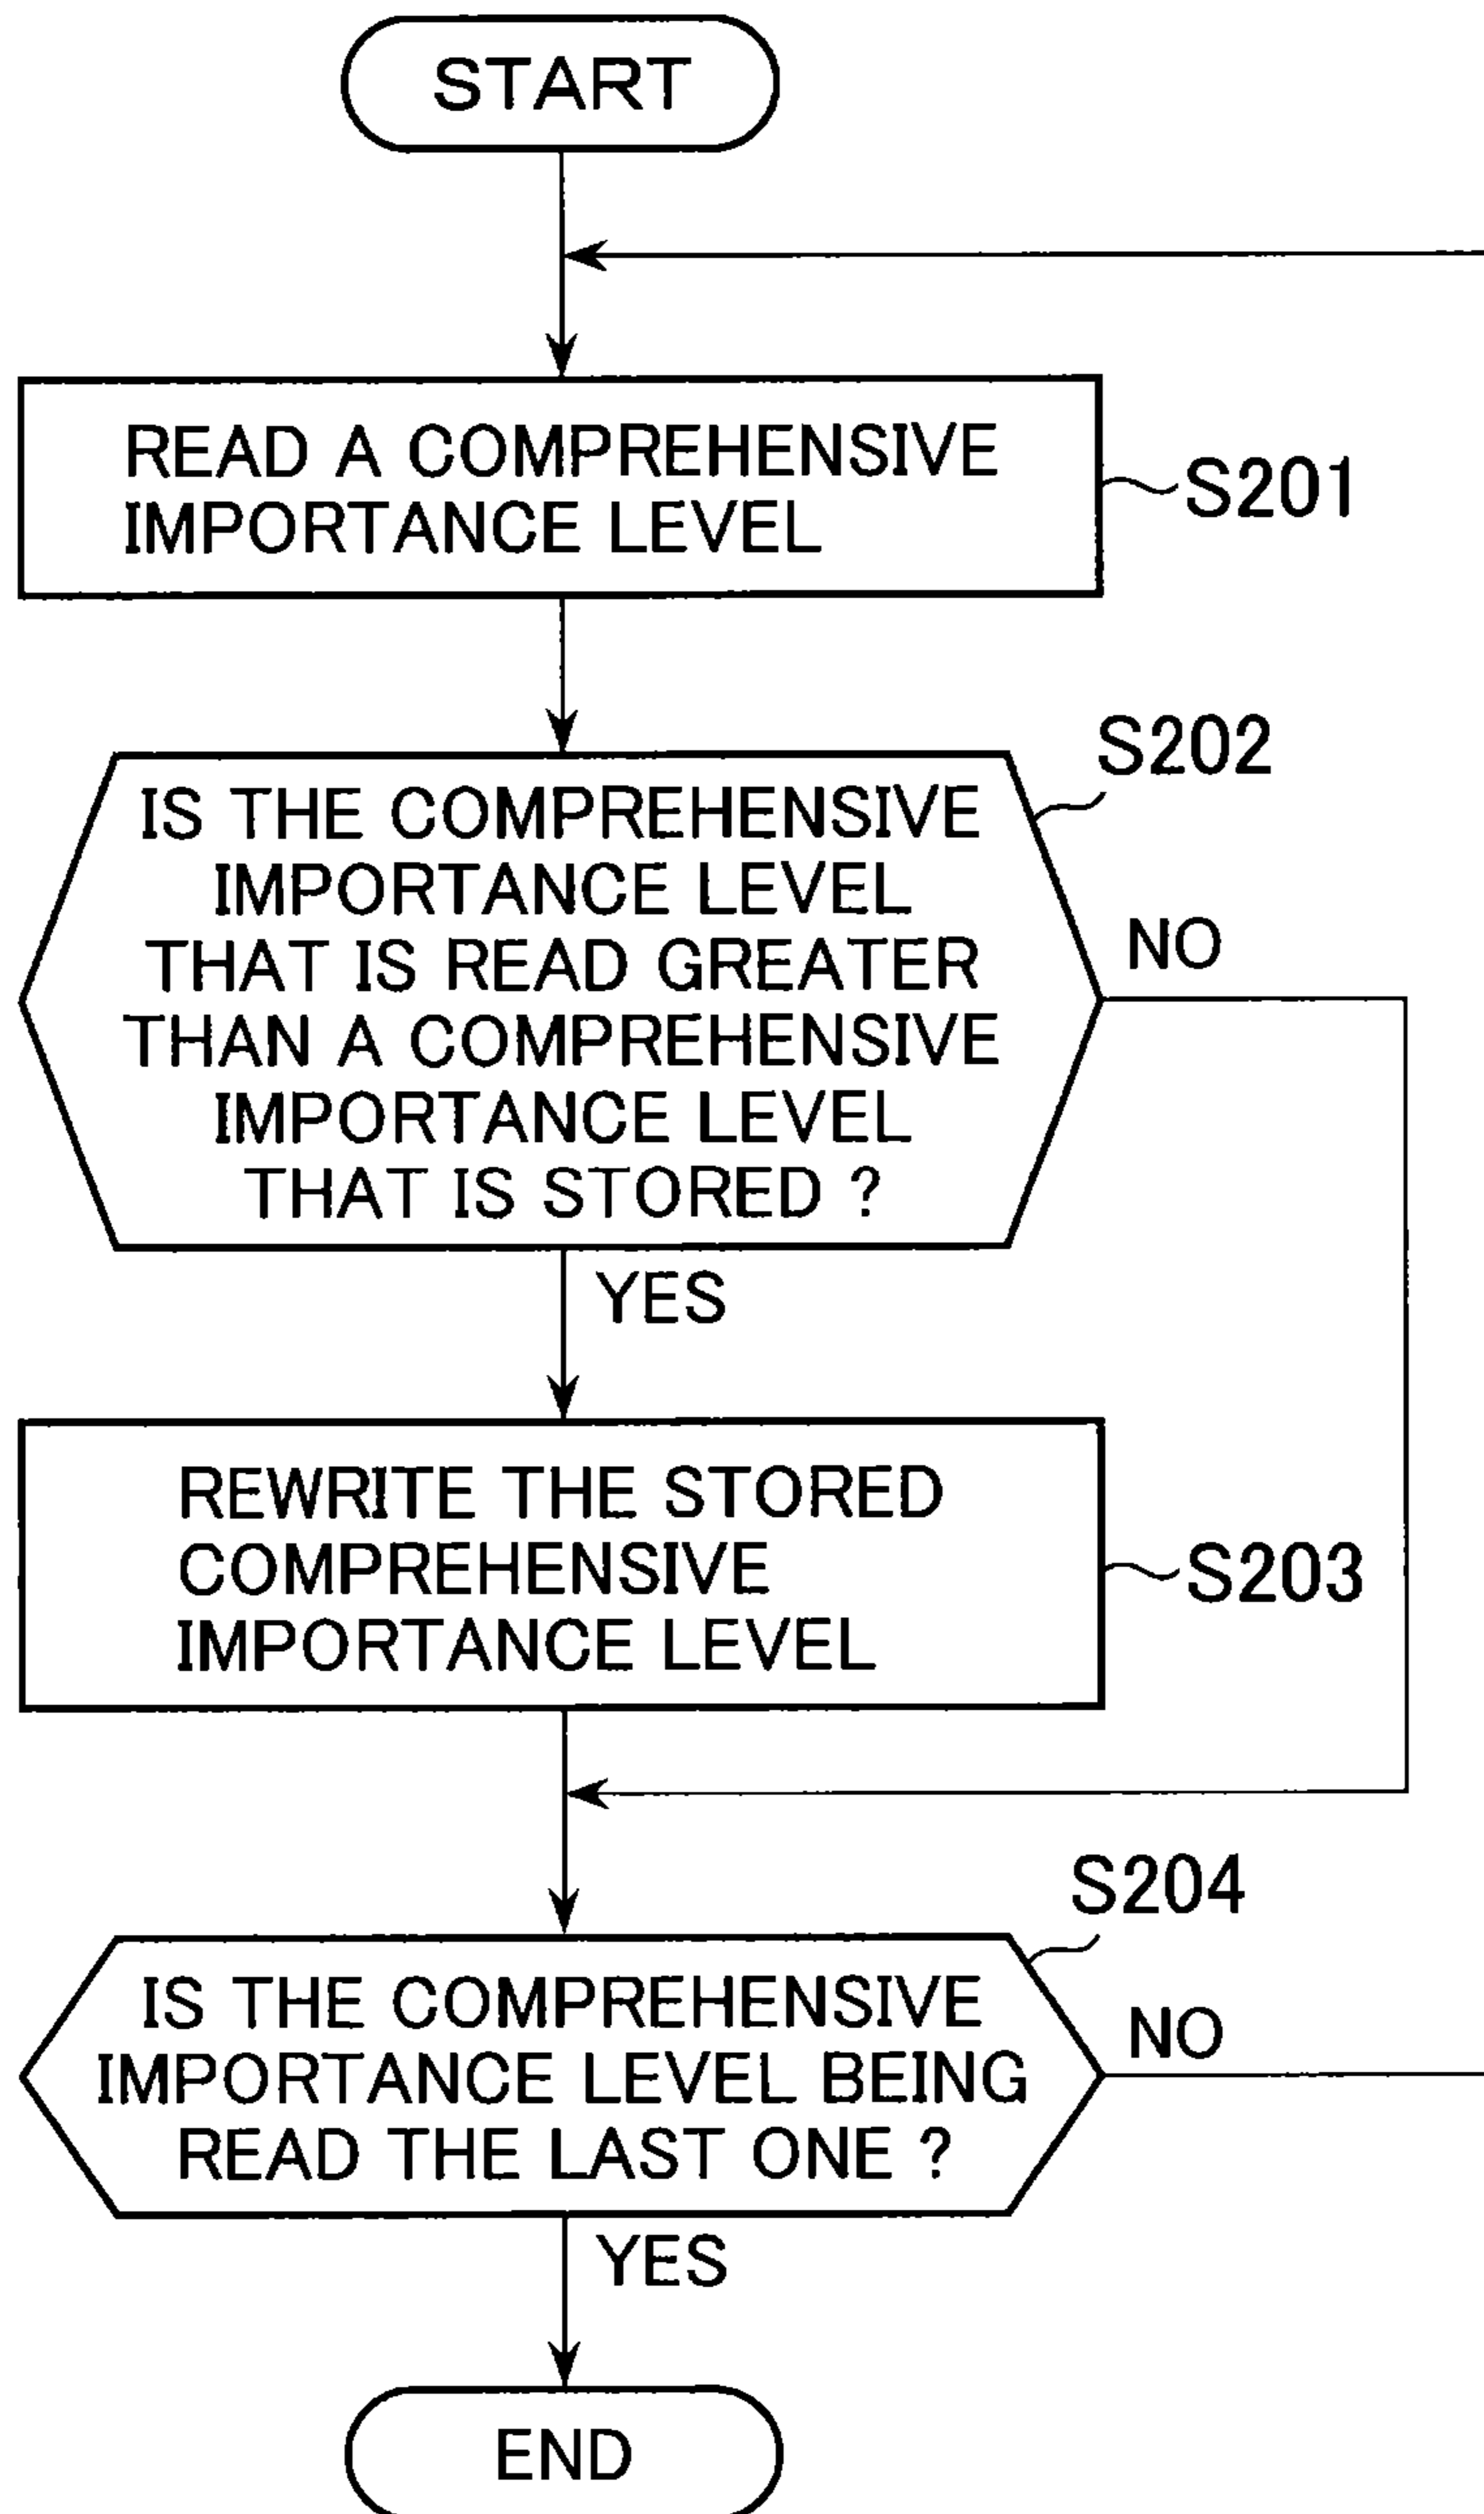 START
READ A COMPREHENSIVE
IMPORTANCE LEVEL
S201
S202
IS THE COMPREHENSIVE
IMPORTANCE LEVEL
THAT IS READ GREATER
THAN A COMPREHENSIVE
IMPORTANCE LEVEL
THAT IS STORED ?
NO
YES
REWRITE THE STORED
COMPREHENSIVE
IMPORTANCE LEVEL
S203
S204
IS THE COMPREHENSIVE
IMPORTANCE LEVEL BEING
READ THE LAST ONE ?
NO
YES
END